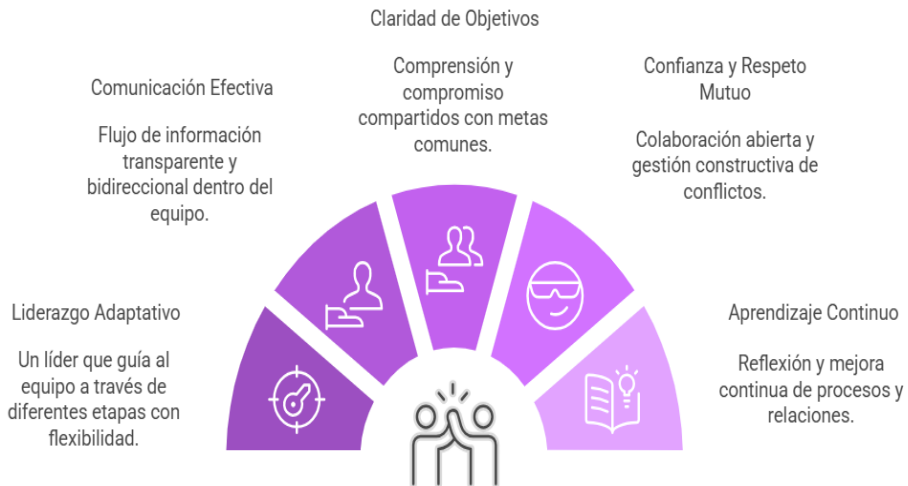 Claridad de Objetivos
Comprensión y
compromiso
compartidos con metas
comunes.
Comunicación Efectiva
Flujo de información
transparente y
bidireccional dentro del
equipo.
Confianza y Respeto
Mutuo
Colaboración abierta y
gestión constructiva de
conflictos.
Liderazgo Adaptativo
Un líder que guía al
equipo a través de
diferentes etapas con
flexibilidad.
Aprendizaje Continuo
Reflexión y mejora
continua de procesos y
relaciones.